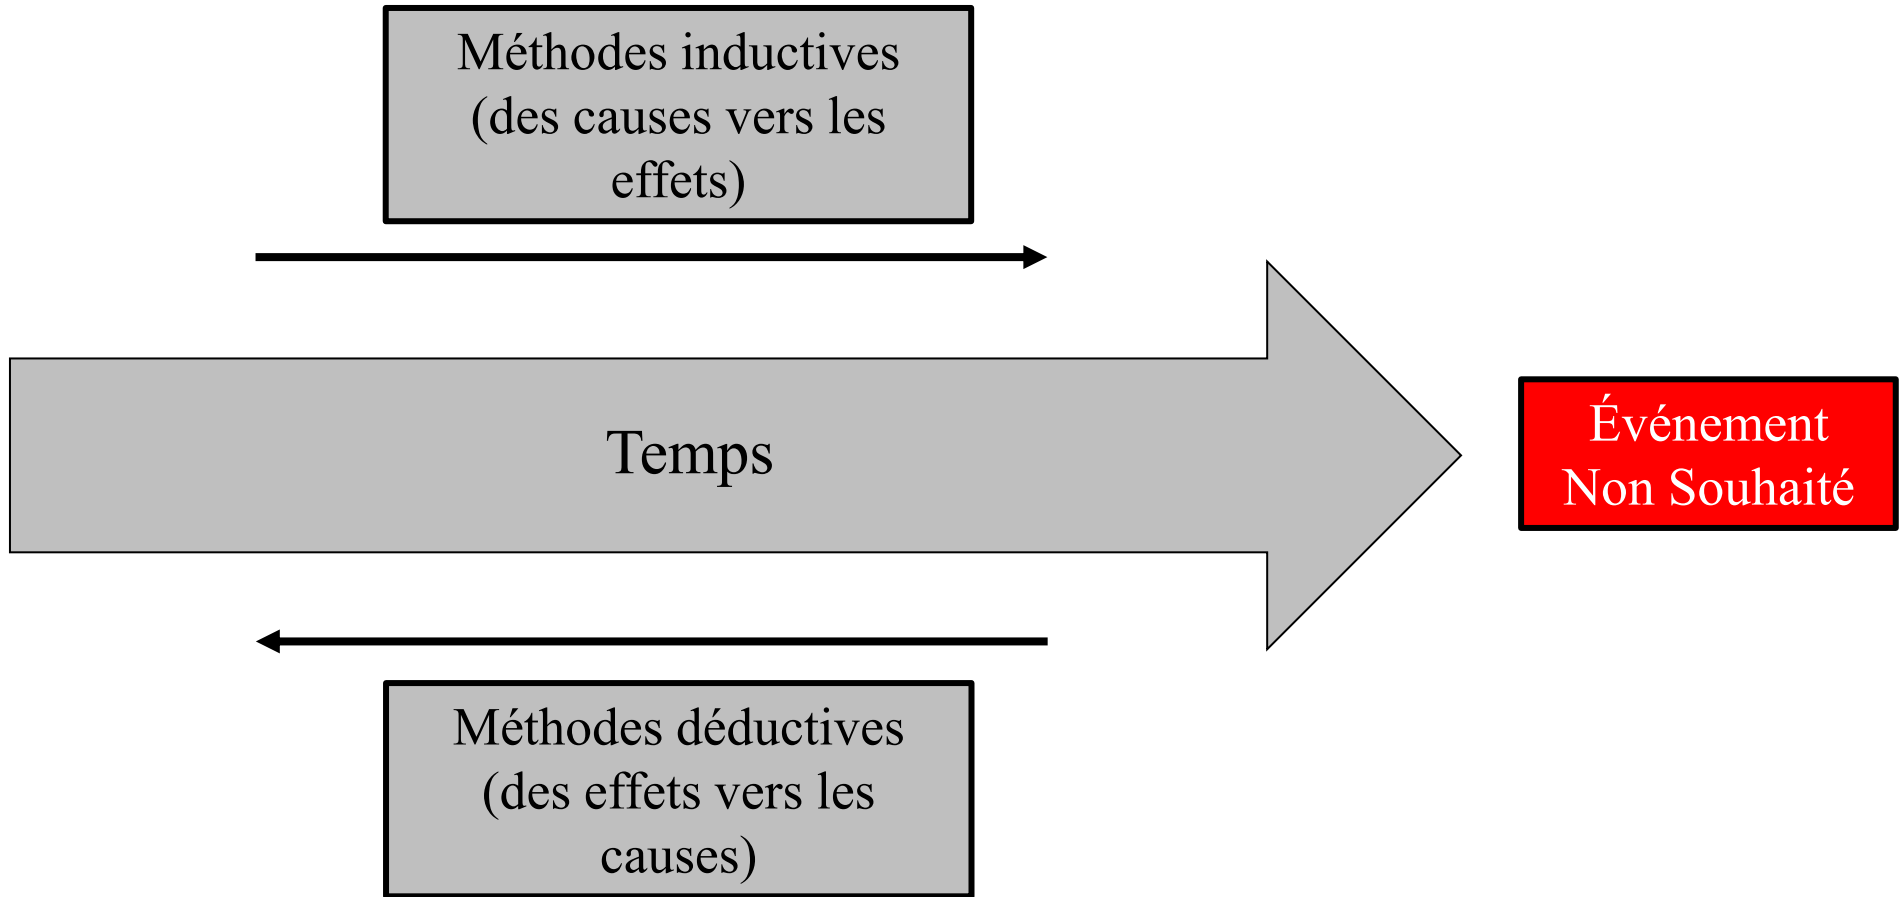 Méthodes inductives
(des causes vers les
effets)
Temps
Événement
Non Souhaité
Méthodes déductives
(des effets vers les
causes)